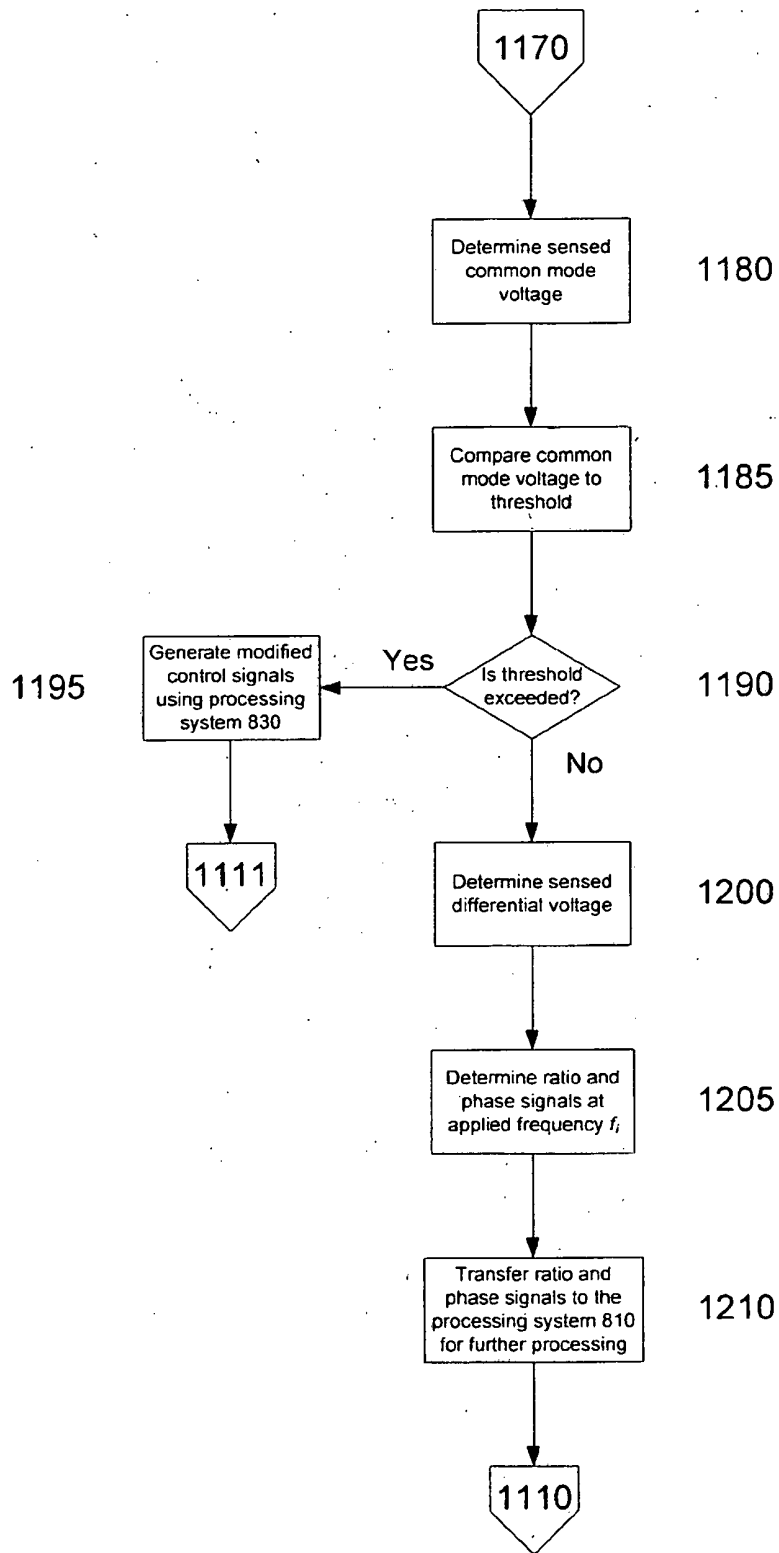 1170
Determine sensed
common mode
voltage
1180
Compare common
mode voltage to
threshold
1185
Generate modified
control signals
using processing
system 830
1195
Yes
Is threshold
exceeded?
1190
No
1111
Determine sensed
differential voltage
1200
Determine ratio and
phase signals at
applied frequency fi
1205
Transfer ratio and
phase signals to the
processing system 810
for further processing
1210
1110